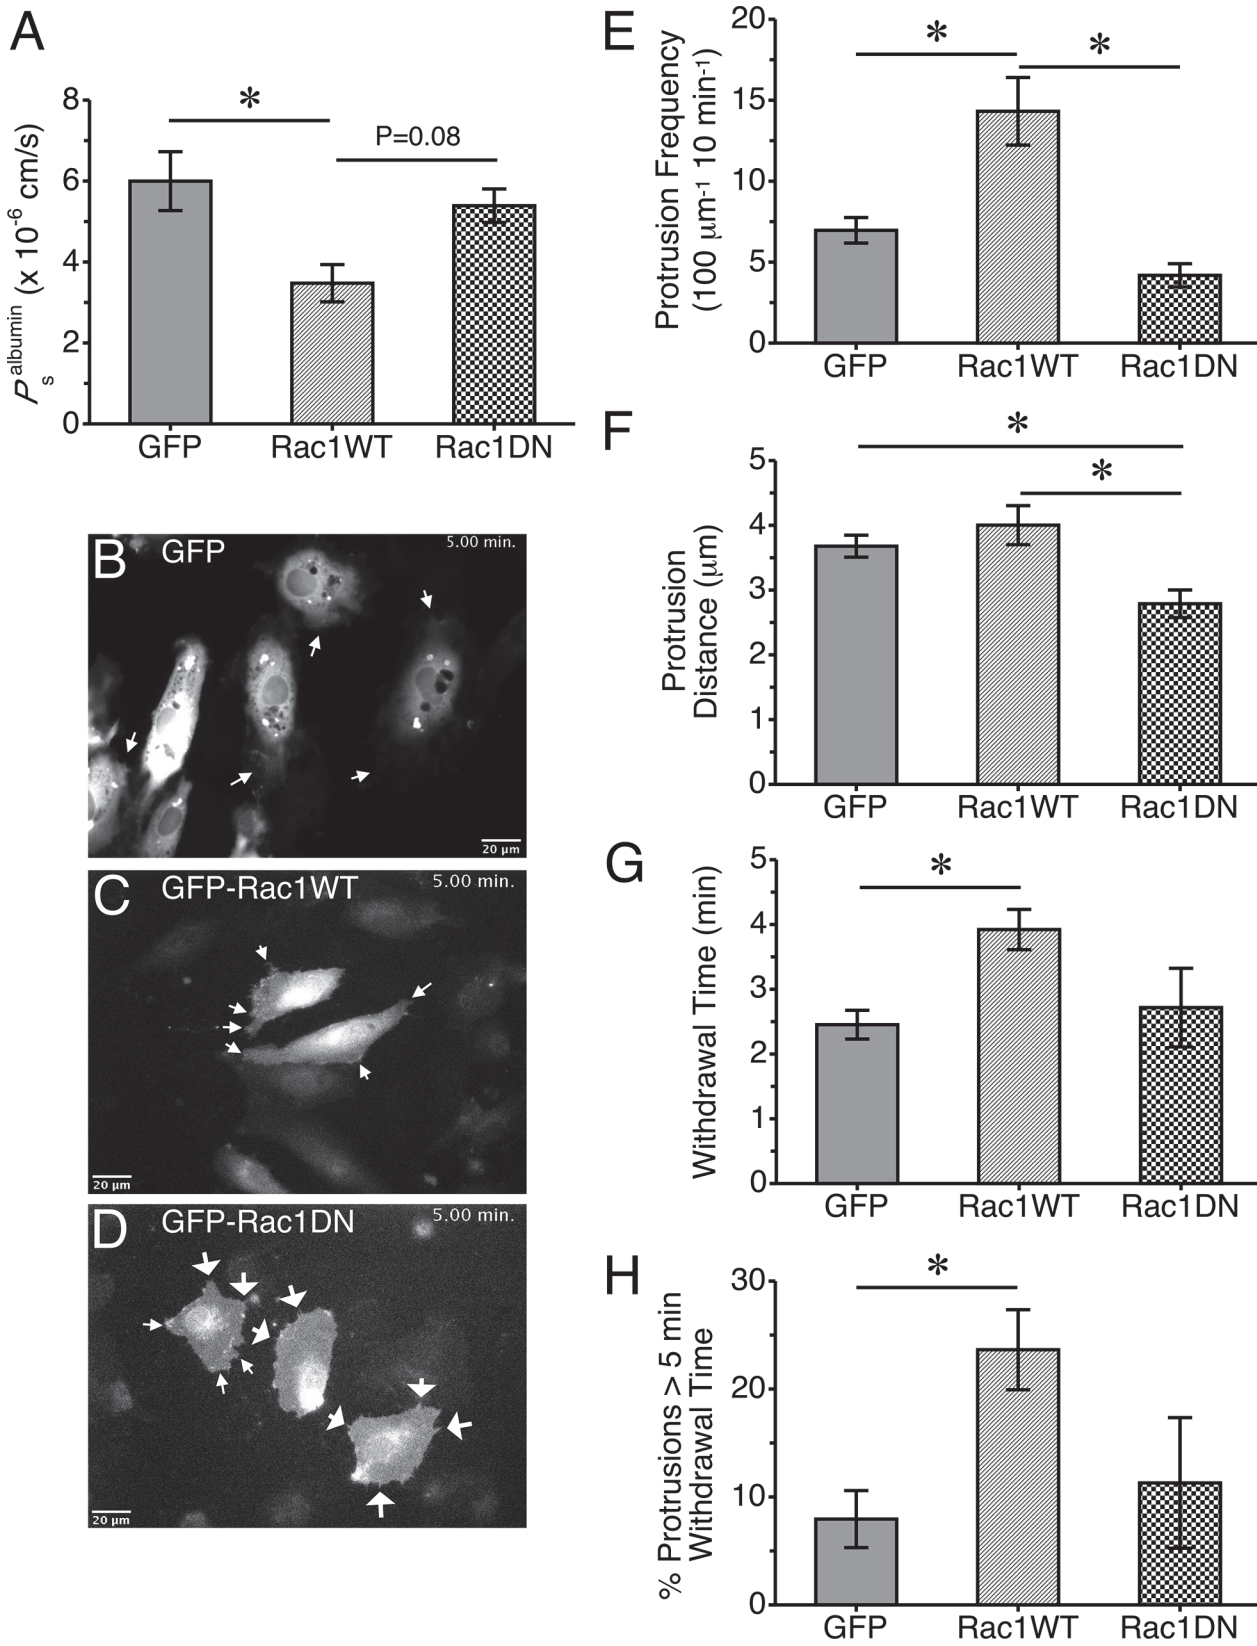 A
8
6
4
2
0
P s albumin (x 10-6 cm/s)
*
P=0.08
GFP Rac1WT Rac1DN
B GFP 5.00 min.
20 μm
C GFP-Rac1WT 5.00 min.
20 μm
D GFP-Rac1DN 5.00 min.
20 μm
E
20
15
10
5
0
Protrusion Frequency
(100 μm-1 10 min-1)
* *
GFP Rac1WT Rac1DN
F
5
4
3
2
1
0
Protrusion
Distance (μm)
*
*
GFP Rac1WT Rac1DN
G
5
4
3
2
1
0
Withdrawal Time (min)
*
GFP Rac1WT Rac1DN
H
30
20
10
0
% Protrusions > 5 min
Withdrawal Time
*
GFP Rac1WT Rac1DN